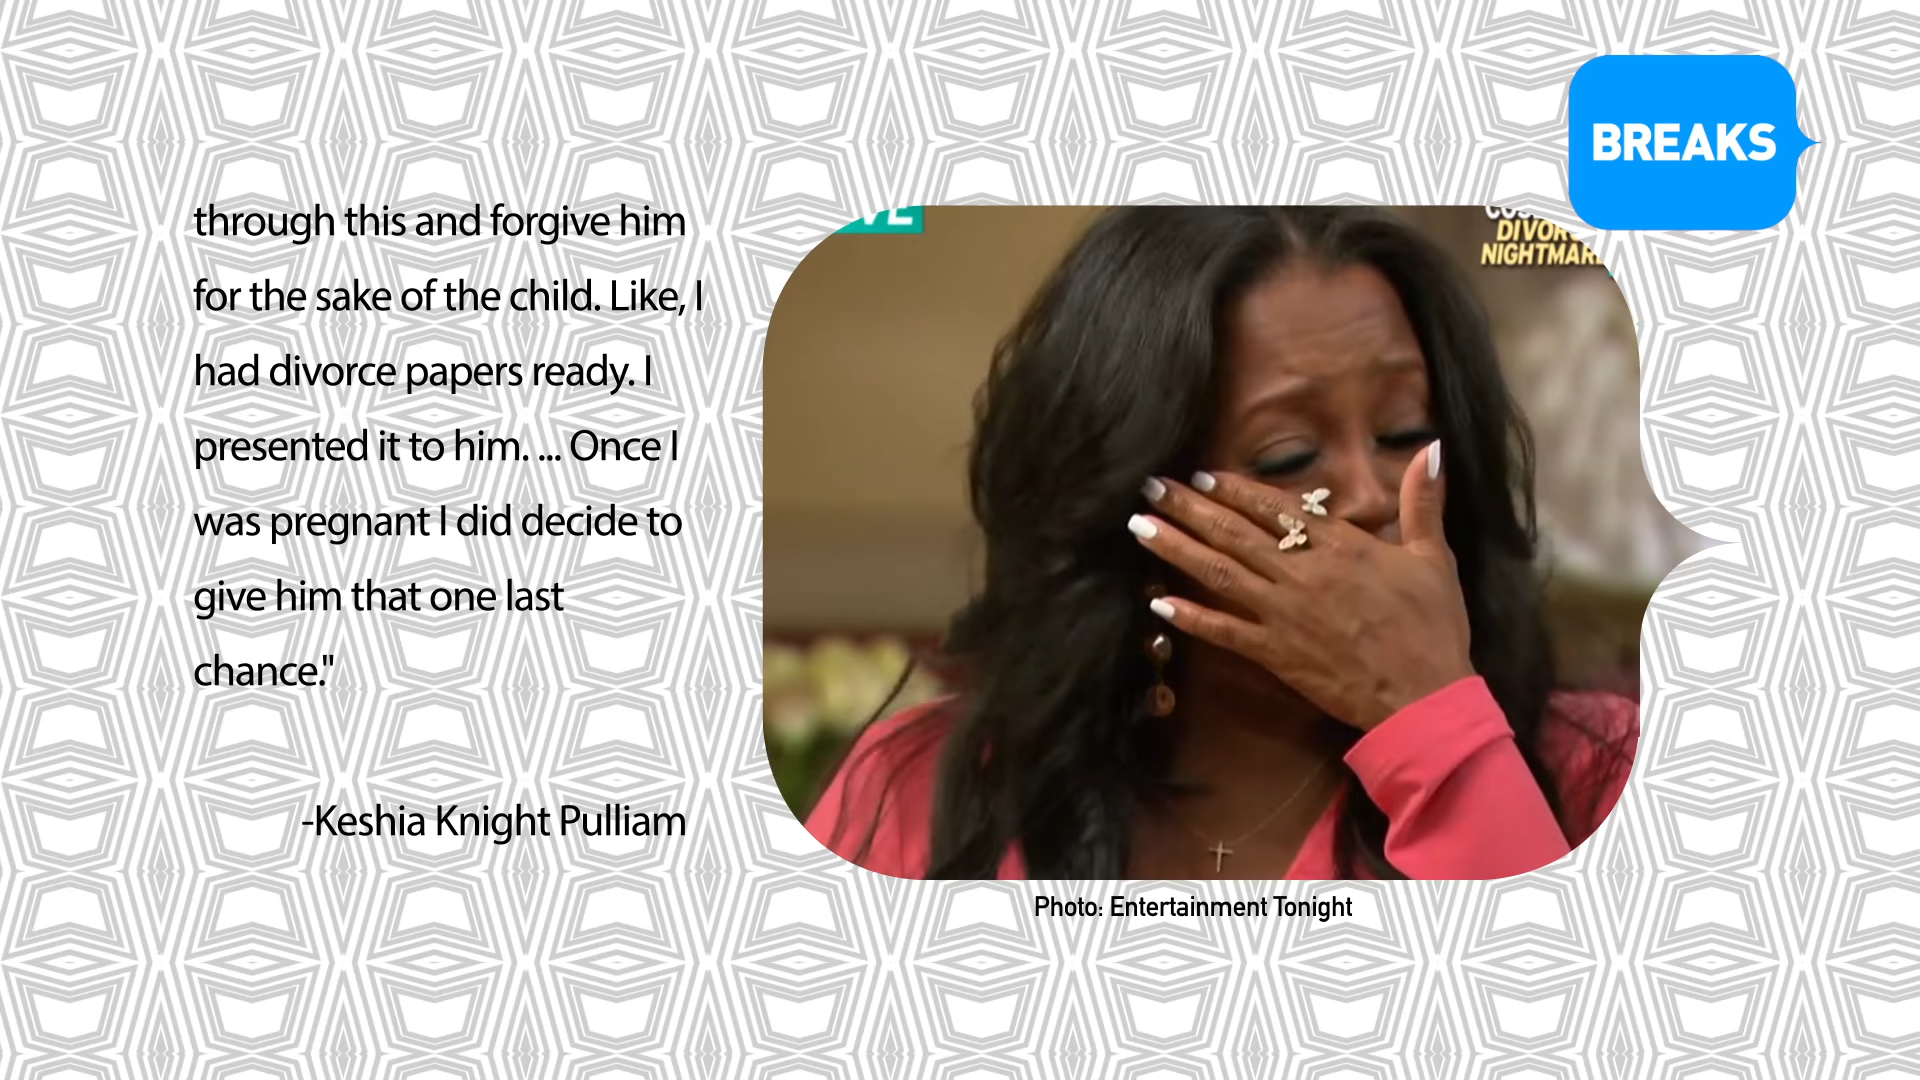 BREAKS
through this and forgive him
for the sake of the child. Like, I
had divorce papers ready. I
presented it to him. ... Once I
was pregnant I did decide to
give him that one last
chance."
-Keshia Knight Pulliam
NIGHTMARE
Photo: Entertainment Tonight